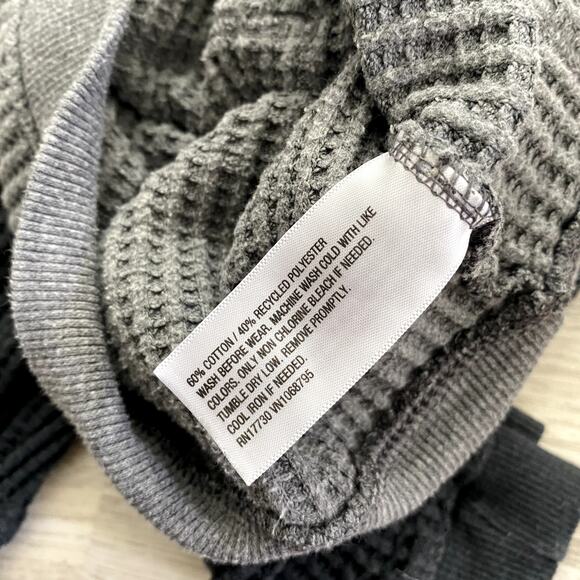 60% COTTON / 40% RECYCLED POLYESTER
WASH BEFORE WEAR. MACHINE WASH COLD WITH LIKE
COLORS. ONLY NON CHLORINE BLEACH IF NEEDED.
TUMBLE DRY LOW. REMOVE PROMPTLY.
COOL IRON IF NEEDED.
RN17730 VN1068795